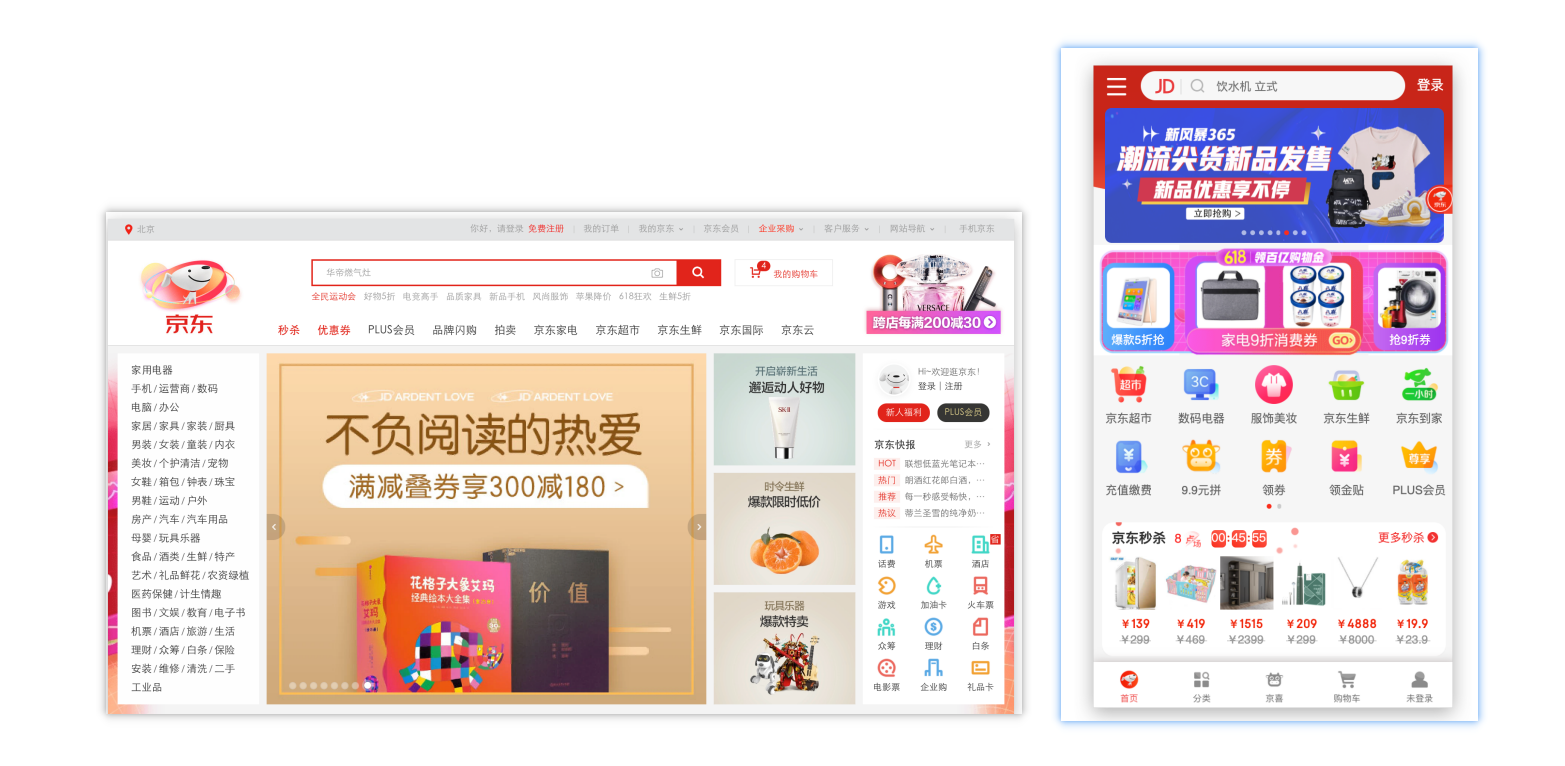 北京
你好，请登录 免费注册 | 我的订单 | 我的京东 | 京东会员 | 企业采购 | 客户服务 | 网站导航 | 手机京东
京东
华帝燃气灶
4
我的购物车
全民运动会 好物5折 电竞高手 品质家具 新品手机 风尚服饰 苹果降价 618狂欢 生鲜5折
秒杀 优惠券 PLUS会员 品牌闪购 拍卖 京东家电 京东超市 京东生鲜 京东国际 京东云
VERSACE
跨店每满200减30
家用电器
手机 / 运营商 / 数码
电脑 / 办公
家居 / 家具 / 家装 / 厨具
男装 / 女装 / 童装 / 内衣
美妆 / 个护清洁 / 宠物
女鞋 / 箱包 / 钟表 / 珠宝
男鞋 / 运动 / 户外
房产 / 汽车 / 汽车用品
母婴 / 玩具乐器
食品 / 酒类 / 生鲜 / 特产
艺术 / 礼品鲜花 / 农资绿植
医药保健 / 计生情趣
图书 / 文娱 / 教育 / 电子书
机票 / 酒店 / 旅游 / 生活
理财 / 众筹 / 白条 / 保险
安装 / 维修 / 清洗 / 二手
工业品
JD'ARDENT LOVE JD'ARDENT LOVE
不负阅读的热爱
满减叠券享300减180 >
花格子大象艾玛
经典绘本大全集
花格子
大象
艾玛
价 值
开启崭新生活
邂逅动人好物
SK-II
时令生鲜
爆款限时低价
玩具乐器
爆款特卖
Hi~欢迎逛京东!
登录 | 注册
新人福利 PLUS会员
京东快报 更多 >
HOT 联想低蓝光笔记本…
热门 朗酒红花郎白酒，…
推荐 每一秒感受畅快，…
热议 蒂兰圣雪的纯净奶…
话费 机票 酒店
游戏 加油卡 火车票
众筹 理财 白条
电影票 企业购 礼品卡
JD 饮水机 立式 登录
新风暴365
潮流尖货新品发售
新品优惠享不停
立即抢购 >
FILA
京东
618 领百亿购物金
爆款5折抢 家电9折消费券 GO> 抢9折券
超市 3C 一小时
京东超市 数码电器 服饰美妆 京东生鲜 京东到家
券 尊享
充值缴费 9.9元拼 领券 领金贴 PLUS会员
京东秒杀 8 点场 00:45:55 更多秒杀
¥139 ¥419 ¥1515 ¥209 ¥4888 ¥19.9
¥299 ¥469 ¥2399 ¥299 ¥8000 ¥23.9
首页 分类 京喜 购物车 未登录